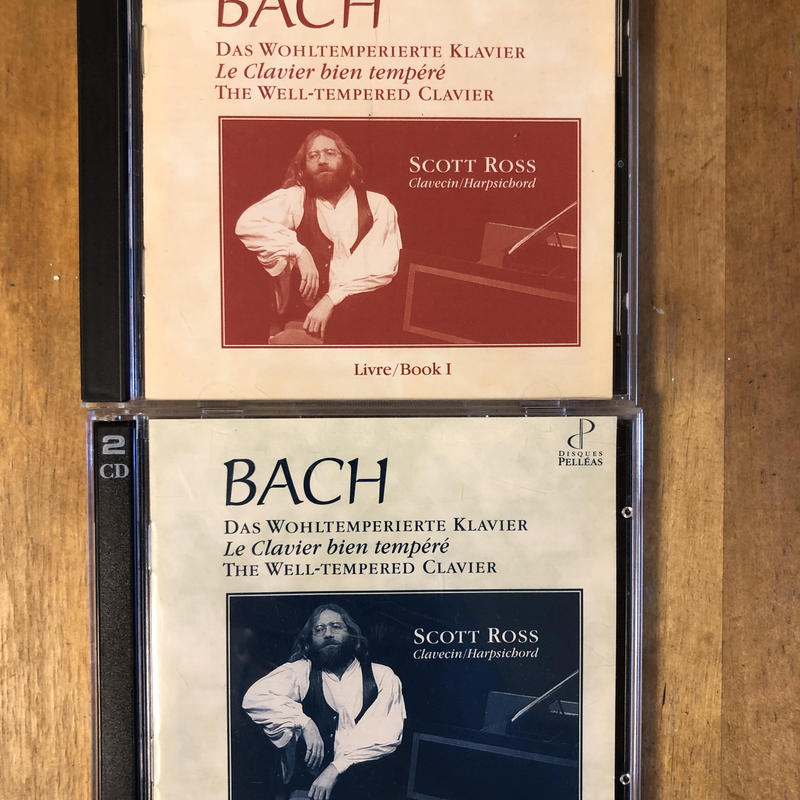 BACH
DAS WOHLTEMPERIERTE KLAVIER
Le Clavier bien tempéré
THE WELL-TEMPERED CLAVIER
SCOTT ROSS
Clavecin/Harpsichord
Livre/Book I
2
CD
DISQUES
PELLÉAS
BACH
DAS WOHLTEMPERIERTE KLAVIER
Le Clavier bien tempéré
THE WELL-TEMPERED CLAVIER
SCOTT ROSS
Clavecin/Harpsichord